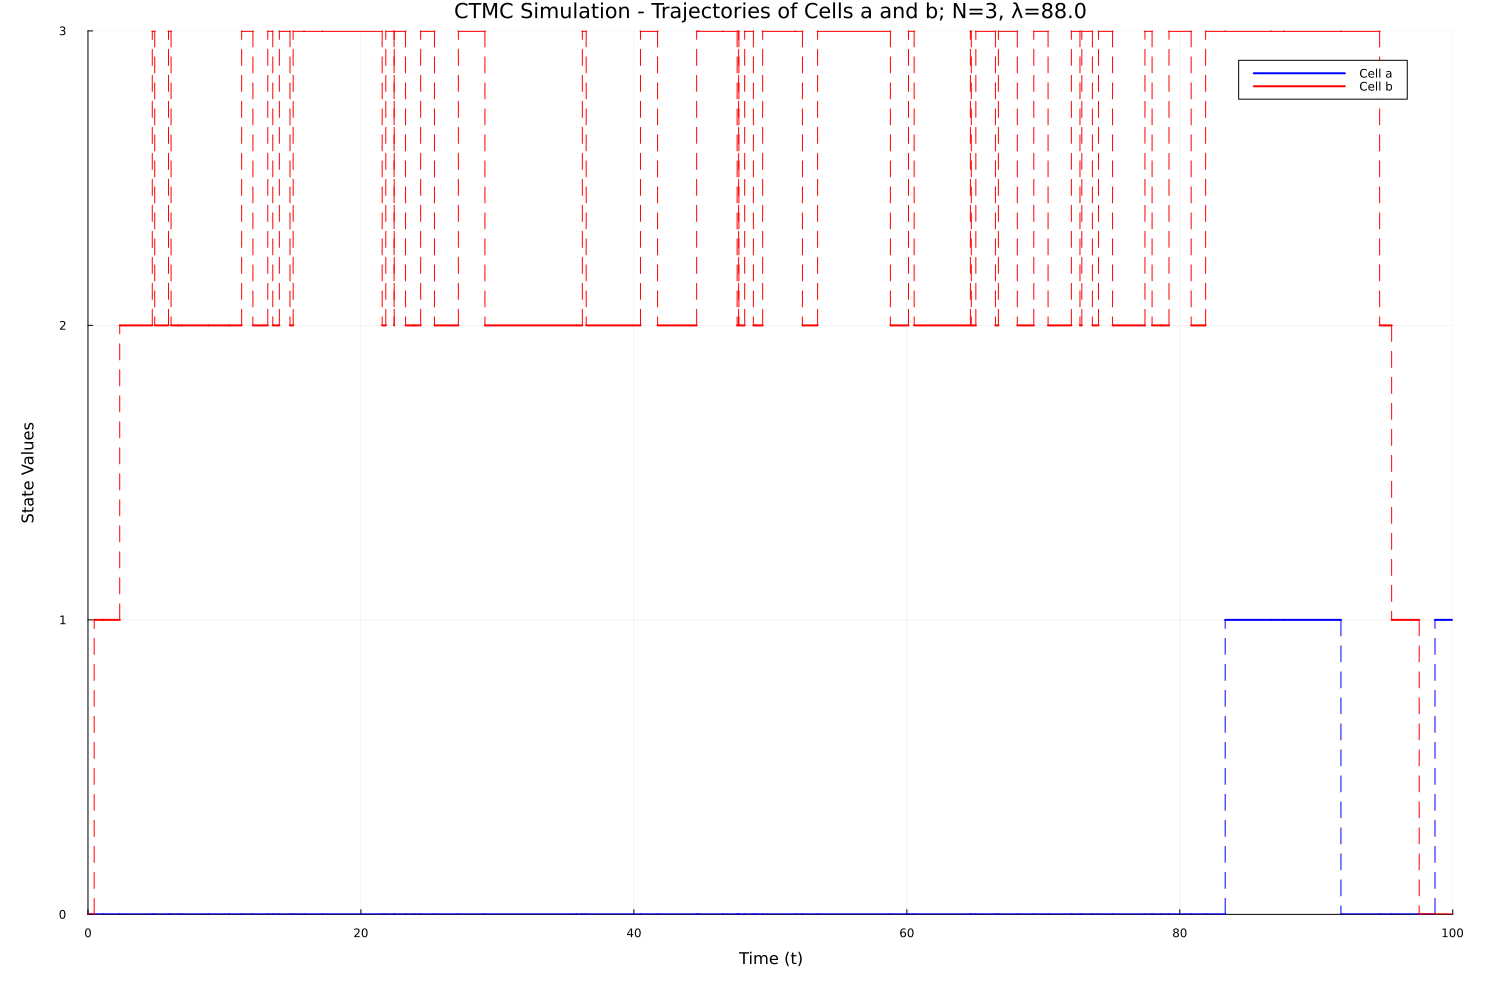 CTMC Simulation - Trajectories of Cells a and b; N=3, λ=88.0
3
Cell a
Cell b
2
State Values
1
0
0 20 40 60 80 100
Time (t)